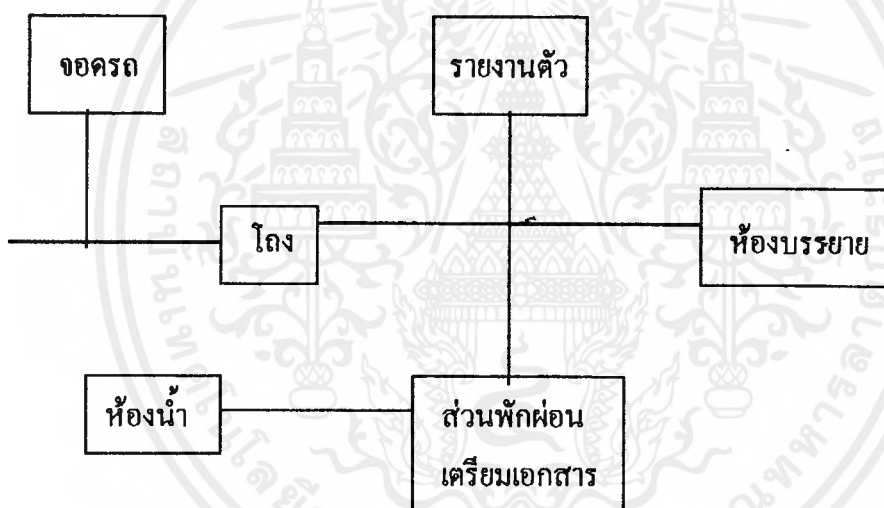 จอดรถ
รายงานตัว
โถง
ห้องบรรยาย
ห้องน้ำ
ส่วนพักผ่อน
เตรียมเอกสาร